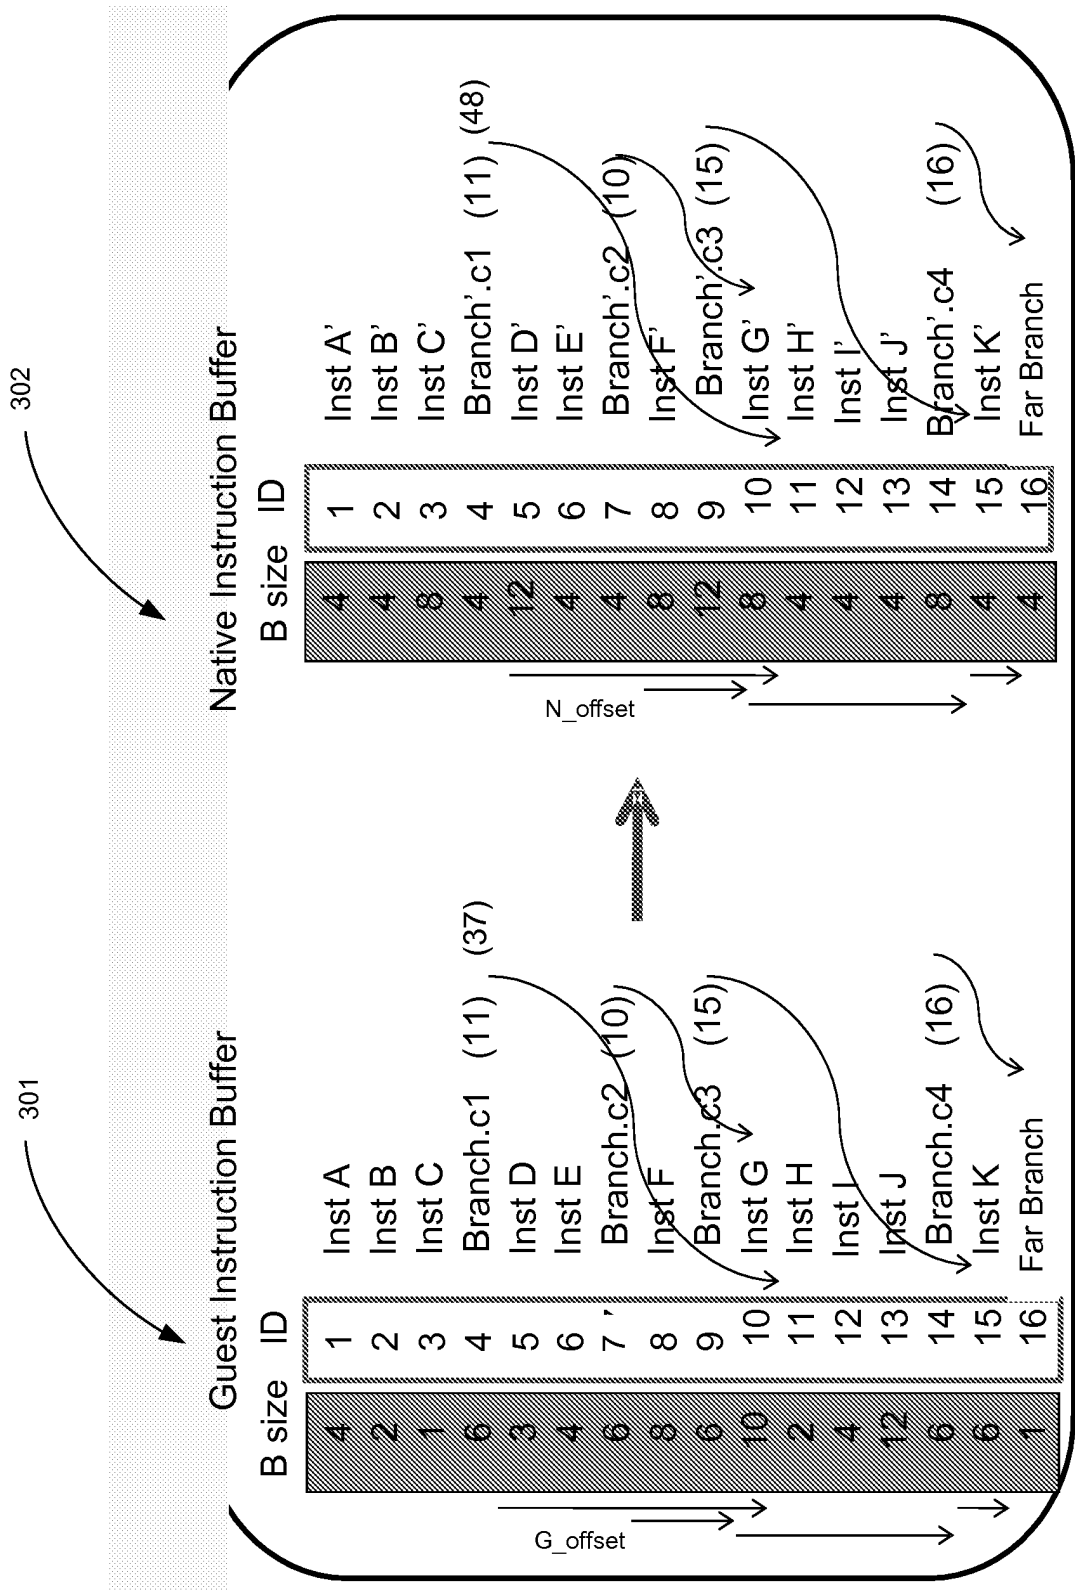 301
302
Guest Instruction Buffer
B size ID
4 1 Inst A
2 2 Inst B
1 3 Inst C
6 4 Branch.c1 (11) (37)
3 5 Inst D
4 6 Inst E
6 7 ' Branch.c2 (10)
8 8 Inst F
6 9 Branch.c3 (15)
10 10 Inst G
2 11 Inst H
4 12 Inst I
12 13 Inst J
6 14 Branch.c4 (16)
6 15 Inst K
1 16 Far Branch
G_offset
Native Instruction Buffer
B size ID
4 1 Inst A’
4 2 Inst B’
8 3 Inst C’
4 4 Branch’.c1 (11) (48)
12 5 Inst D’
4 6 Inst E’
4 7 Branch’.c2 (10)
8 8 Inst F’
12 9 Branch’.c3 (15)
8 10 Inst G’
4 11 Inst H’
4 12 Inst I’
4 13 Inst J’
8 14 Branch’.c4 (16)
4 15 Inst K’
4 16 Far Branch
N_offset